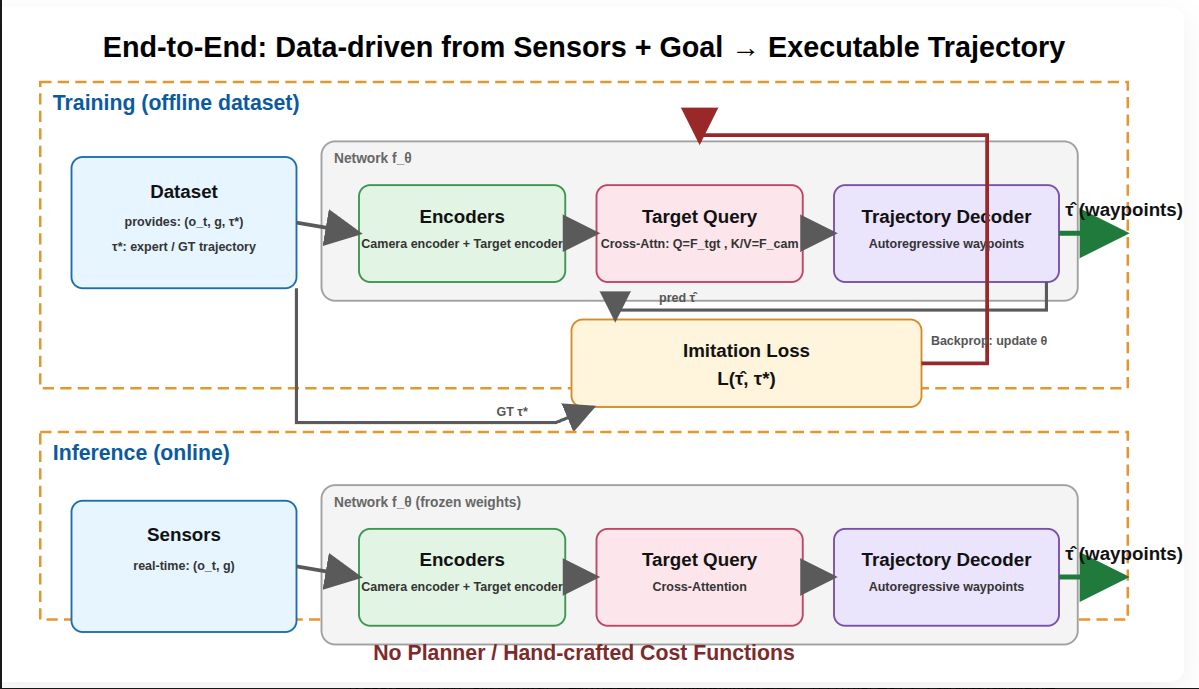 End-to-End: Data-driven from Sensors + Goal → Executable Trajectory
Training (offline dataset)
Network f_θ
Dataset
provides: (o_t, g, τ*)
τ*: expert / GT trajectory
Encoders
Camera encoder + Target encoder
Target Query
Cross-Attn: Q=F_tgt , K/V=F_cam
Trajectory Decoder
Autoregressive waypoints
τ̂ (waypoints)
pred τ̂
Imitation Loss
L(τ̂, τ*)
Backprop: update θ
GT τ*
Inference (online)
Network f_θ (frozen weights)
Sensors
real-time: (o_t, g)
Encoders
Camera encoder + Target encoder
Target Query
Cross-Attention
Trajectory Decoder
Autoregressive waypoints
τ̂ (waypoints)
No Planner / Hand-crafted Cost Functions